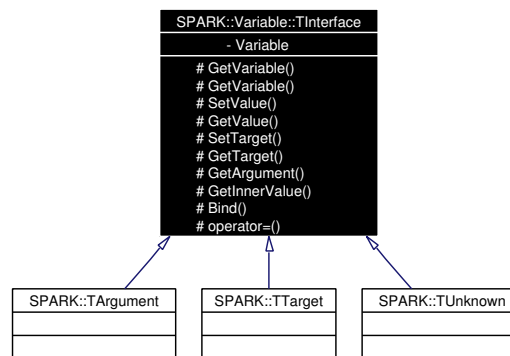 SPARK::Variable::TInterface
- Variable
# GetVariable()
# GetVariable()
# SetValue()
# GetValue()
# SetTarget()
# GetTarget()
# GetArgument()
# GetInnerValue()
# Bind()
# operator=()
SPARK::TArgument
SPARK::TTarget
SPARK::TUnknown